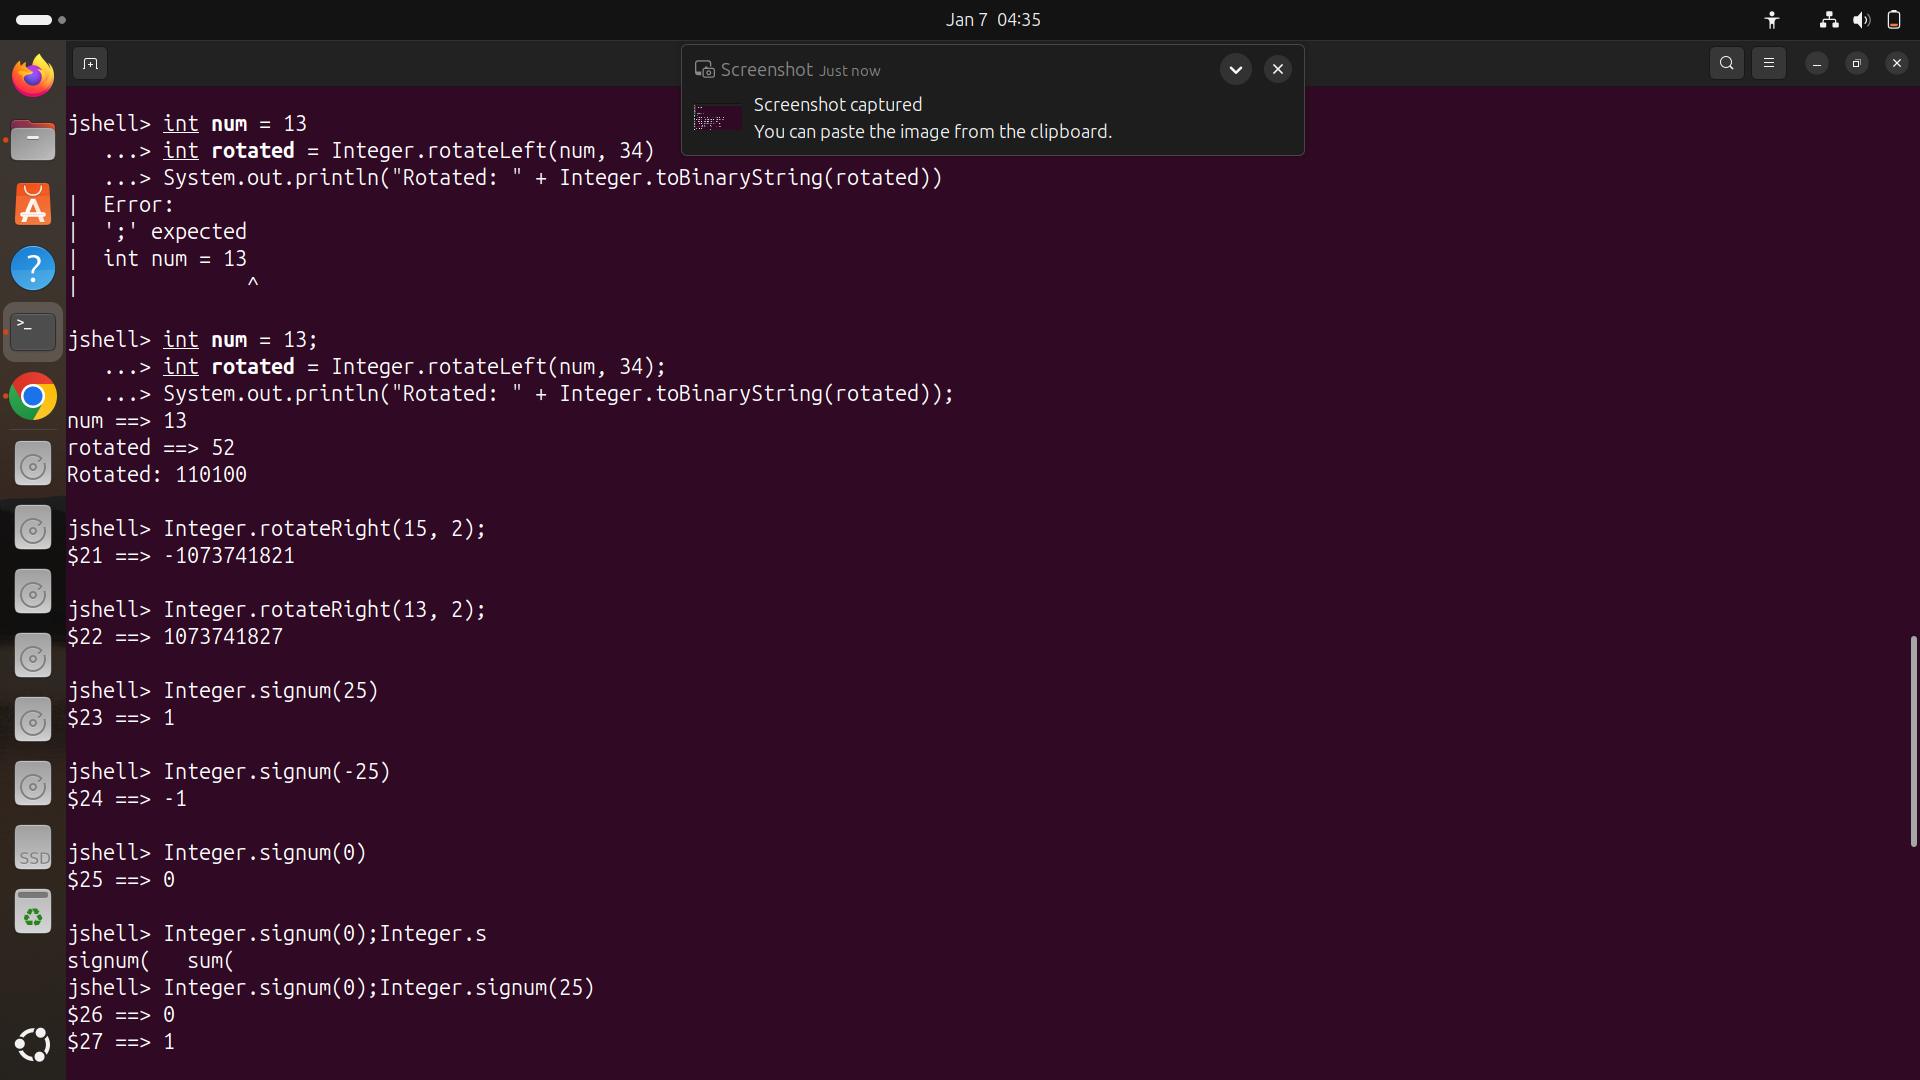 Jan 7 04:35
Screenshot Just now
Screenshot captured
You can paste the image from the clipboard.
jshell> int num = 13
...> int rotated = Integer.rotateLeft(num, 34)
...> System.out.println("Rotated: " + Integer.toBinaryString(rotated))
| Error:
| ';' expected
| int num = 13
| ^
jshell> int num = 13;
...> int rotated = Integer.rotateLeft(num, 34);
...> System.out.println("Rotated: " + Integer.toBinaryString(rotated));
num ==> 13
rotated ==> 52
Rotated: 110100
jshell> Integer.rotateRight(15, 2);
$21 ==> -1073741821
jshell> Integer.rotateRight(13, 2);
$22 ==> 1073741827
jshell> Integer.signum(25)
$23 ==> 1
jshell> Integer.signum(-25)
$24 ==> -1
jshell> Integer.signum(0)
$25 ==> 0
jshell> Integer.signum(0);Integer.s
signum( sum(
jshell> Integer.signum(0);Integer.signum(25)
$26 ==> 0
$27 ==> 1
SSD